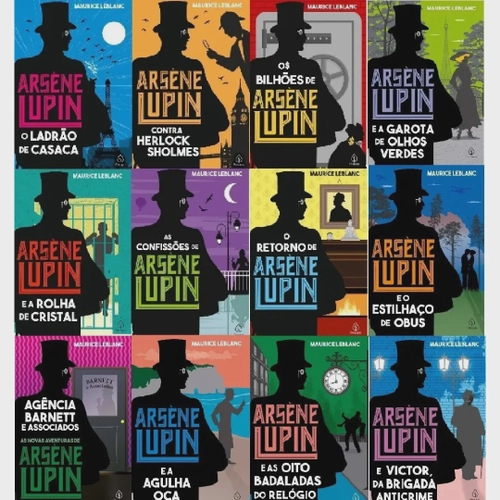 MAURICE LEBLANC
ARSÈNE
LUPIN
O LADRÃO
DE CASACA
MAURICE LEBLANC
ARSÈNE
LUPIN
CONTRA
HERLOCK
SHOLMES
MAURICE LEBLANC
O$
BILHÕES DE
ARSÈNE
LUPIN
MAURICE LEBLANC
ARSÈNE
LUPIN
E A GAROTA
DE OLHOS
VERDES
MAURICE LEBLANC
ARSÈNE
LUPIN
E A ROLHA
DE CRISTAL
MAURICE LEBLANC
AS
CONFISSÕES DE
ARSÈNE
LUPIN
MAURICE LEBLANC
O
RETORNO DE
ARSÈNE
LUPIN
MAURICE LEBLANC
ARSÈNE
LUPIN
E O
ESTILHAÇO
DE OBUS
MAURICE LEBLANC
BARNETT
AGÊNCIA
BARNETT E
ASSOCIADOS
AS NOVAS AVENTURAS DE
ARSÈNE
LUPIN
MAURICE LEBLANC
ARSÈNE
LUPIN
E A
AGULHA
OCA
MAURICE LEBLANC
ARSÈNE
LUPIN
E AS OITO
BADALADAS
DO RELÓGIO
MAURICE LEBLANC
ARSÈNE
LUPIN
E VICTOR,
DA BRIGADA
ANTICRIME